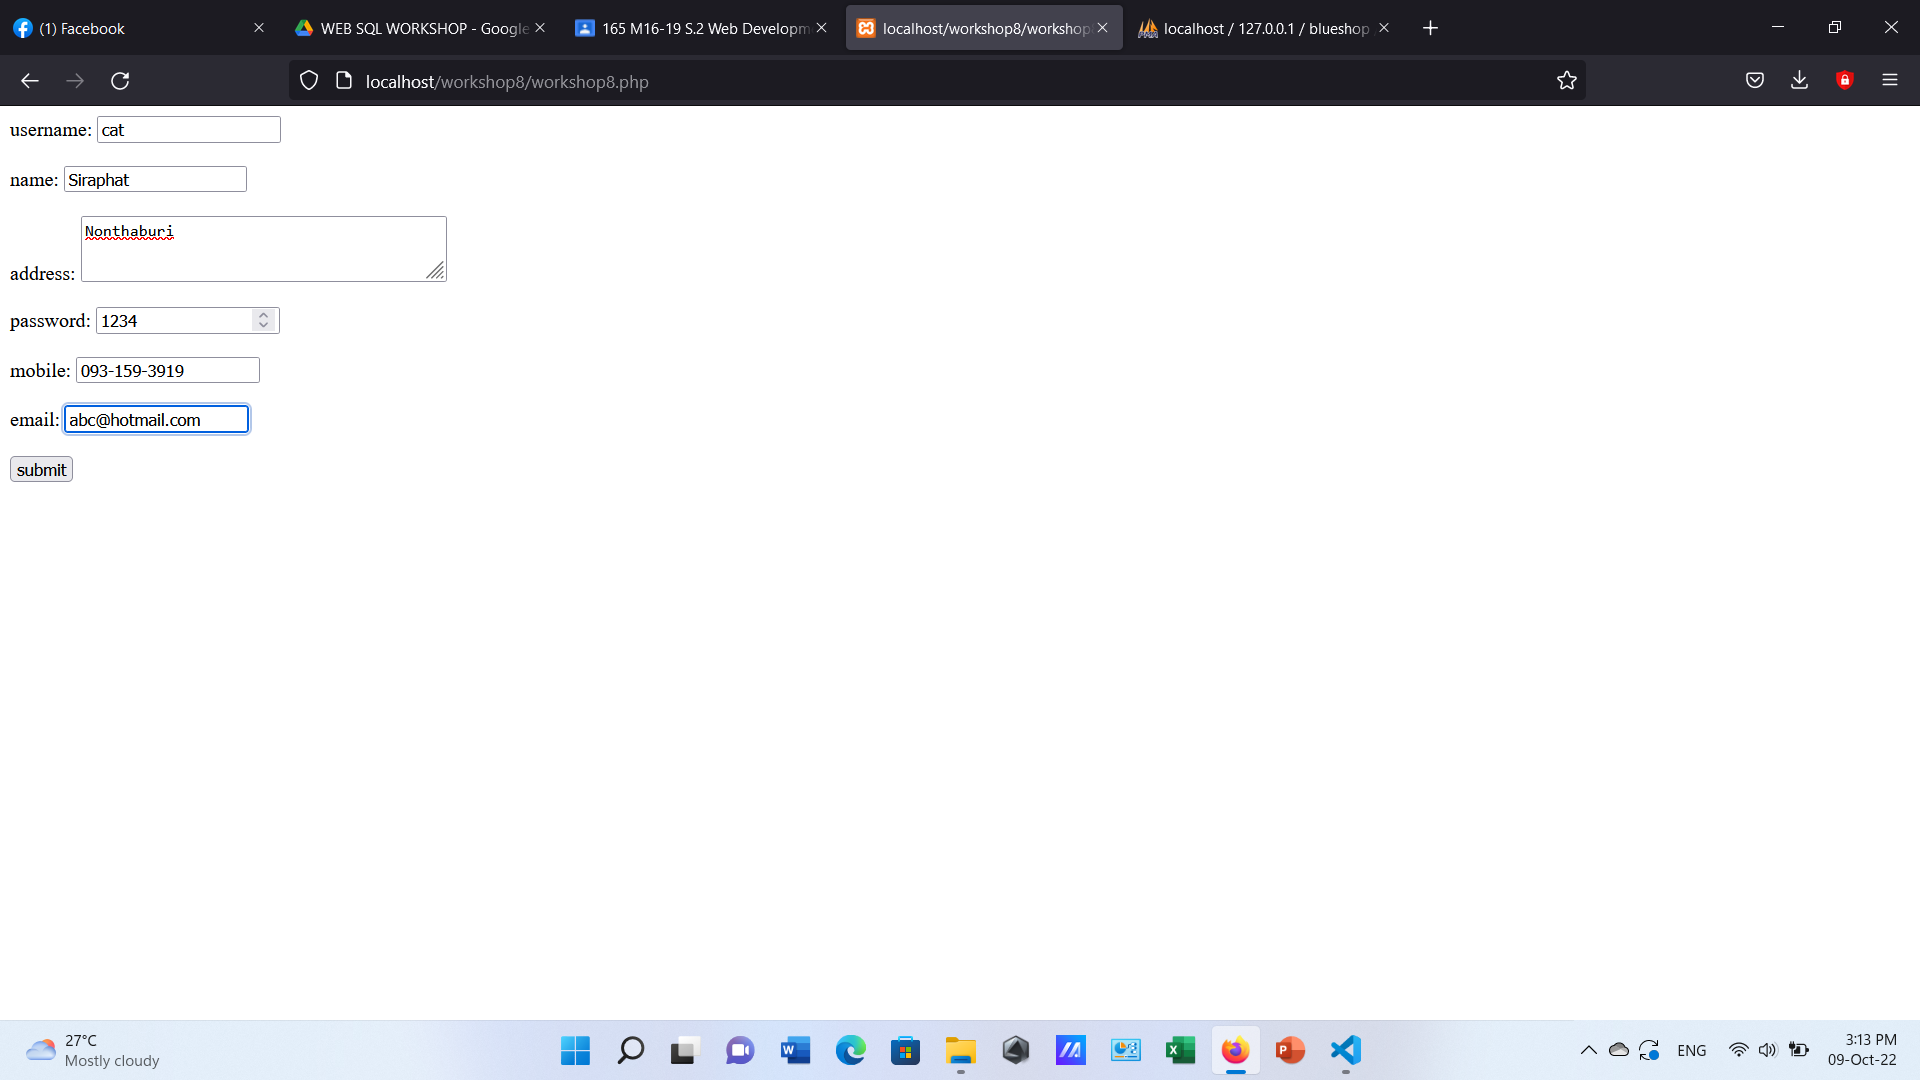 (1) Facebook
WEB SQL WORKSHOP - Google
165 M16-19 S.2 Web Developm
localhost/workshop8/workshop
localhost / 127.0.0.1 / blueshop
localhost/workshop8/workshop8.php
username: cat
name: Siraphat
address: Nonthaburi
password: 1234
mobile: 093-159-3919
email: abc@hotmail.com
submit
27°C
Mostly cloudy
ENG
3:13 PM
09-Oct-22